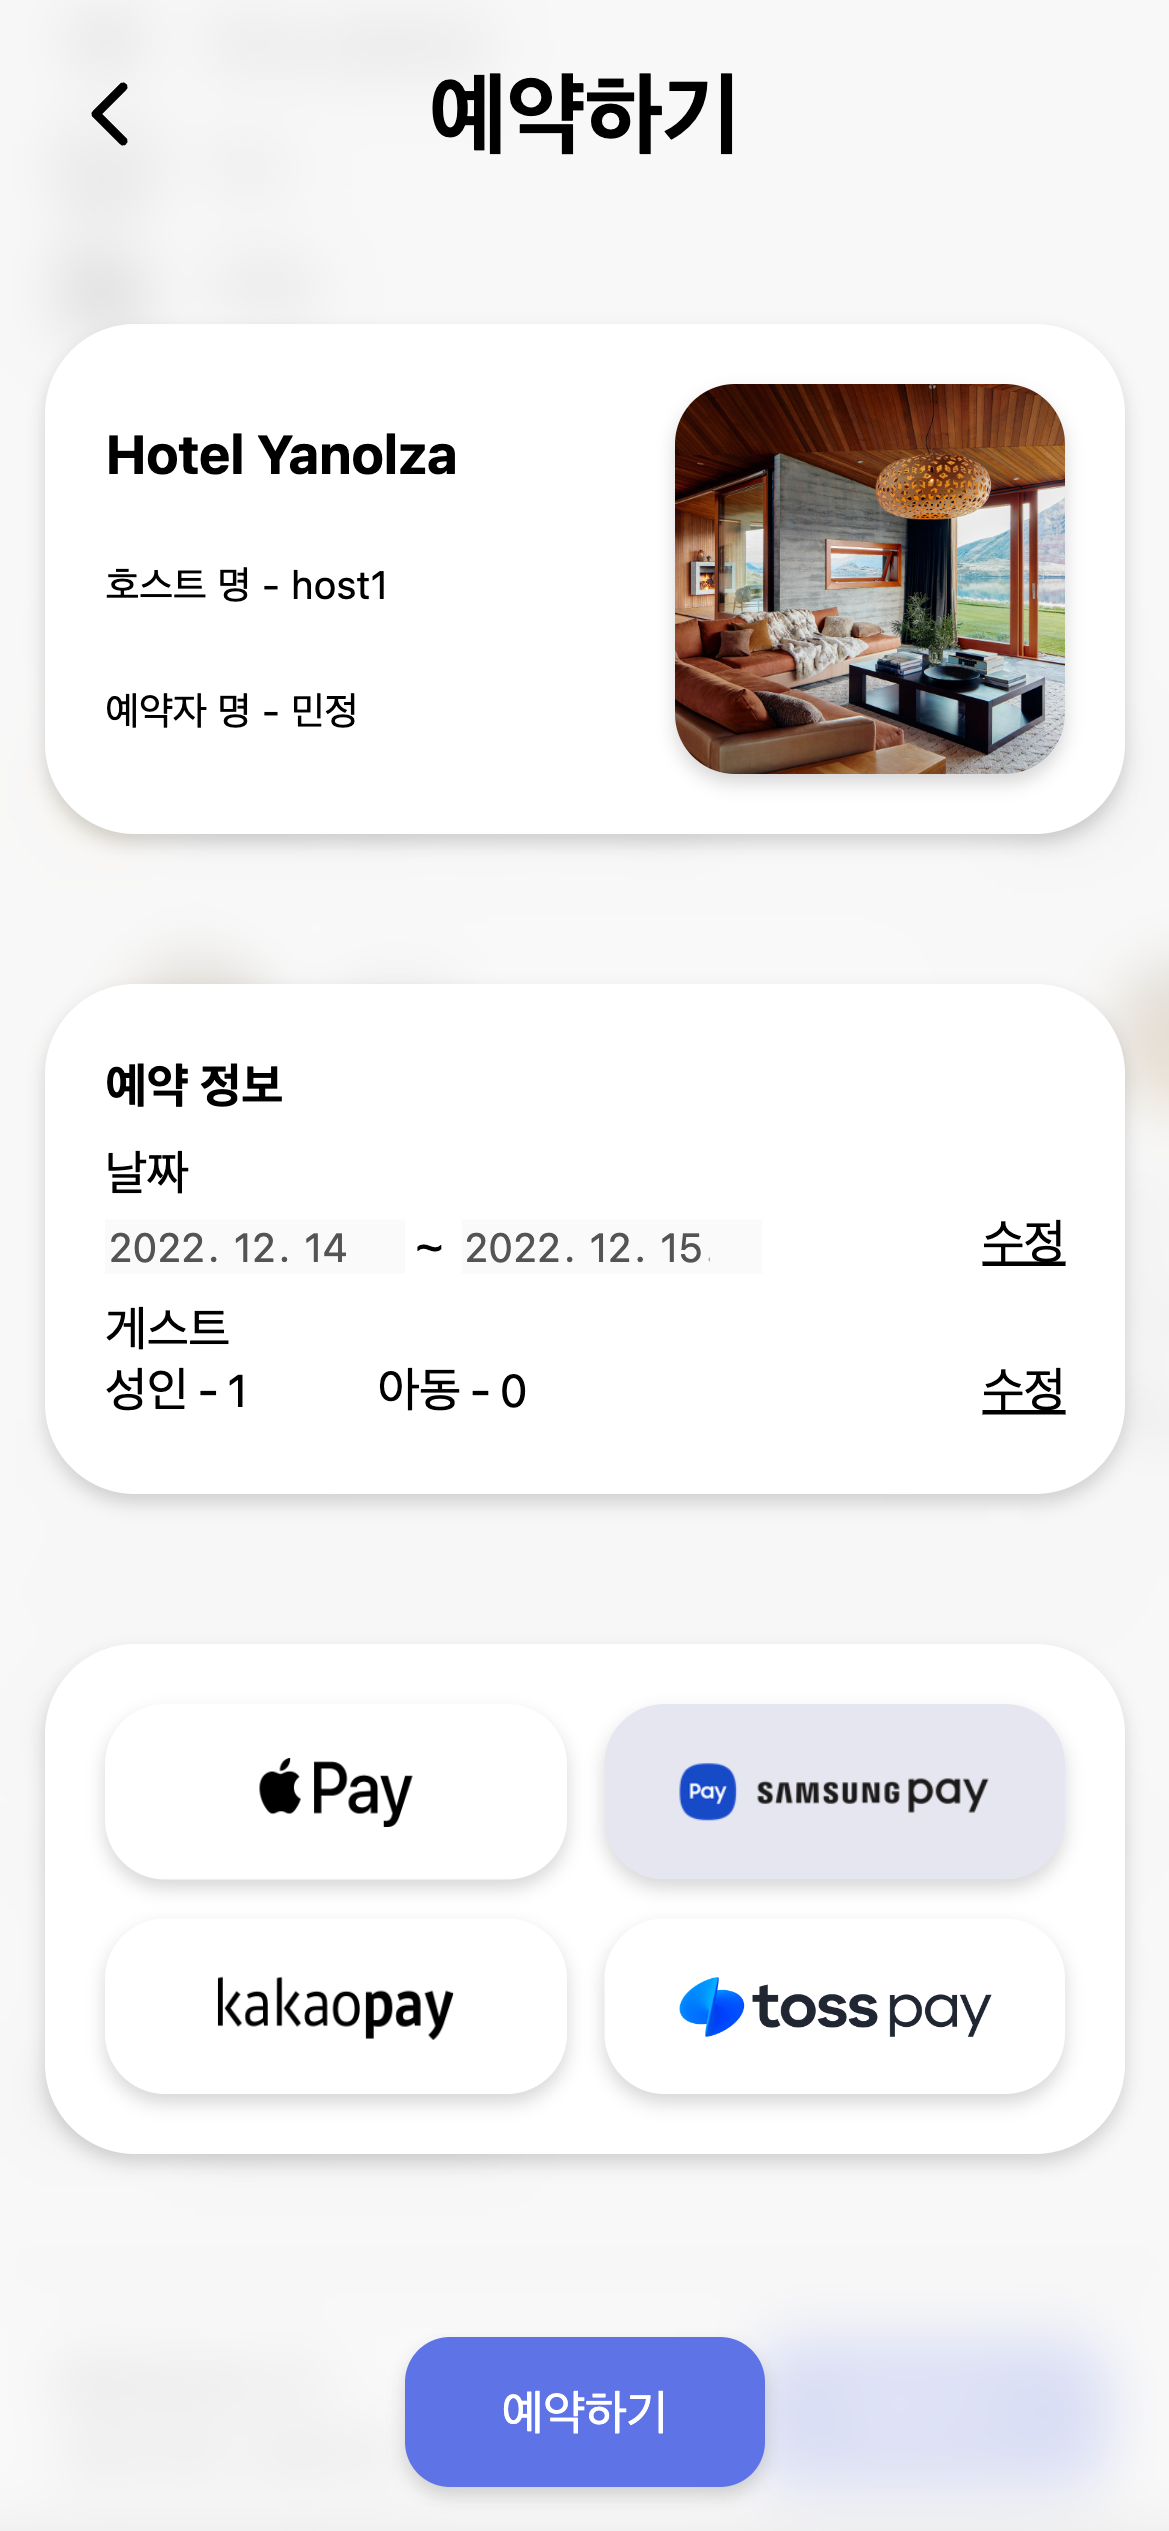 예약하기
Hotel Yanolza
호스트 명 - host1
예약자 명 - 민정
예약 정보
날짜
2022. 12. 14 ~ 2022. 12. 15. 수정
게스트
성인 - 1 아동 - 0 수정
Pay
Pay SAMSUNG pay
kakaopay
toss pay
예약하기